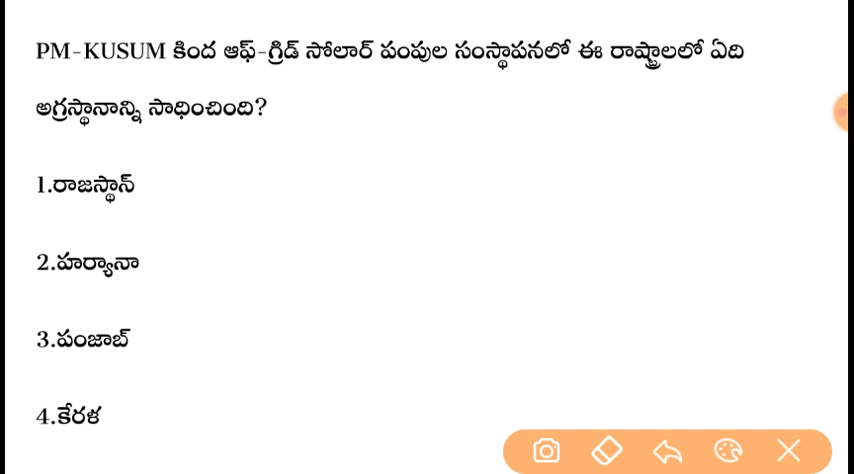 PM-KUSUM కింద ఆఫ్-గ్రిడ్ సోలార్ పంపుల సంస్థాపనలో ఈ రాష్ట్రాలలో ఏది
అగ్రస్థానాన్ని సాధించింది?
1.రాజస్థాన్
2.హర్యానా
3.పంజాబ్
4.కేరళ